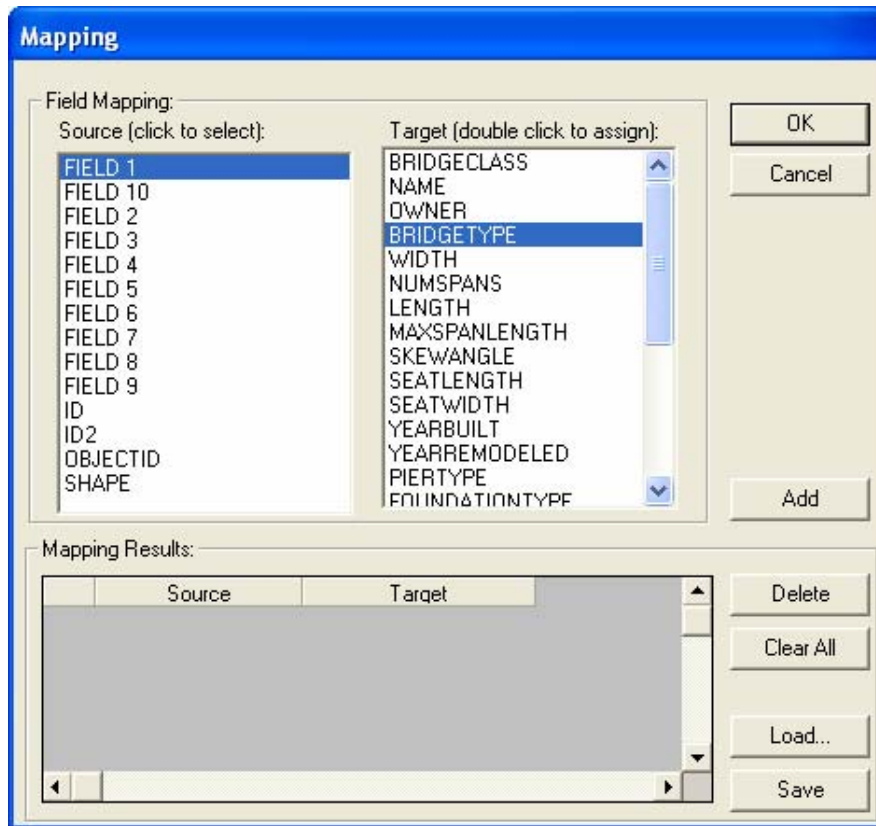 Mapping
Field Mapping:
Source (click to select):
FIELD 1
FIELD 10
FIELD 2
FIELD 3
FIELD 4
FIELD 5
FIELD 6
FIELD 7
FIELD 8
FIELD 9
ID
ID2
OBJECTID
SHAPE
Target (double click to assign):
BRIDGECLASS
NAME
OWNER
BRIDGETYPE
WIDTH
NUMSPANS
LENGTH
MAXSPANLENGTH
SKEWANGLE
SEATLENGTH
SEATWIDTH
YEARBUILT
YEARREMODELED
PIERTYPE
FOUNDATIONTYPE
OK
Cancel
Add
Mapping Results:
Source Target
Delete
Clear All
Load...
Save